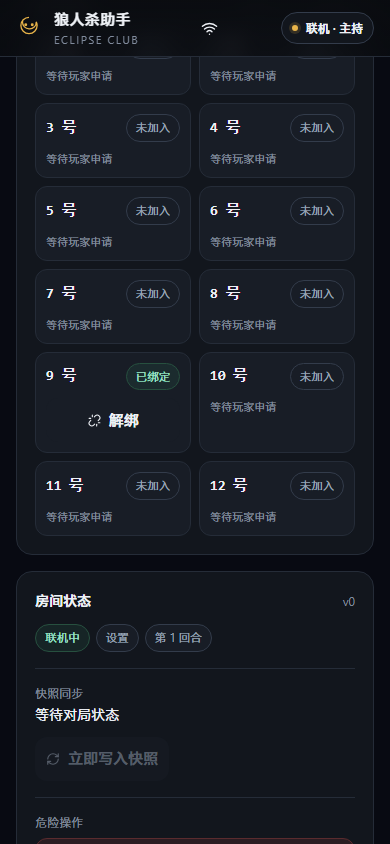 狼人杀助手
ECLIPSE CLUB
联机 · 主持
等待玩家申请
等待玩家申请
3 号
未加入
4 号
未加入
等待玩家申请
等待玩家申请
5 号
未加入
6 号
未加入
等待玩家申请
等待玩家申请
7 号
未加入
8 号
未加入
等待玩家申请
等待玩家申请
9 号
已绑定
10 号
未加入
解绑
等待玩家申请
11 号
未加入
12 号
未加入
等待玩家申请
等待玩家申请
房间状态
v0
联机中
设置
第 1 回合
快照同步
等待对局状态
立即写入快照
危险操作